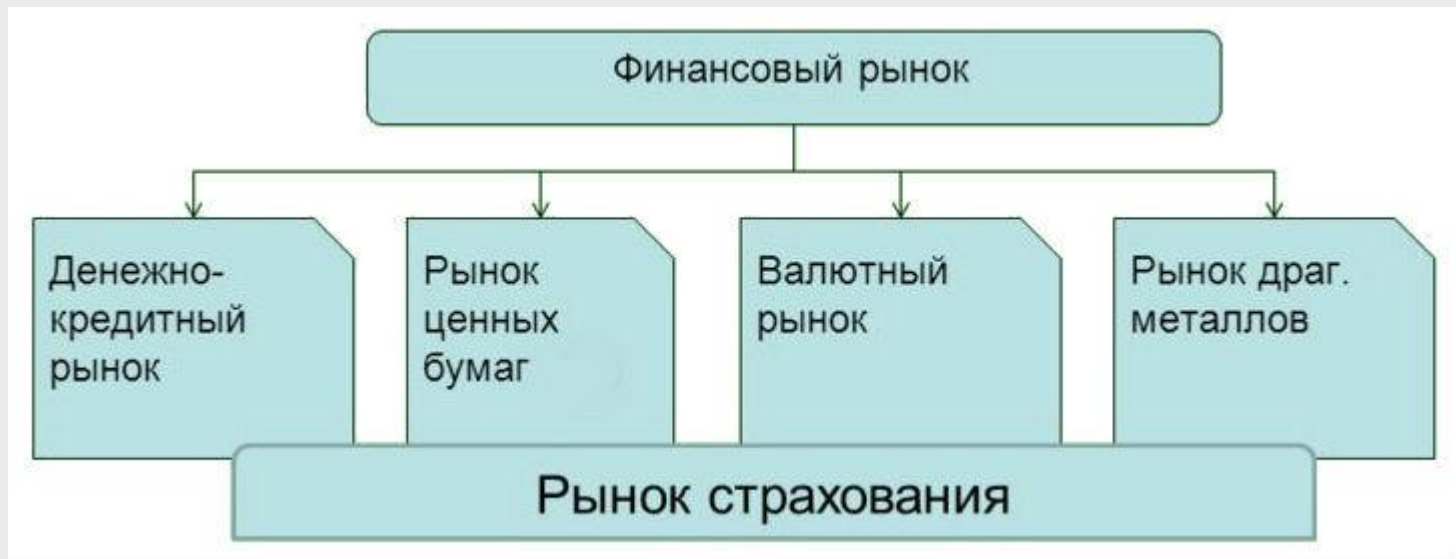 Финансовый рынок
Денежно-
кредитный
рынок
Рынок
ценных
бумаг
Валютный
рынок
Рынок драг.
металлов
Рынок страхования